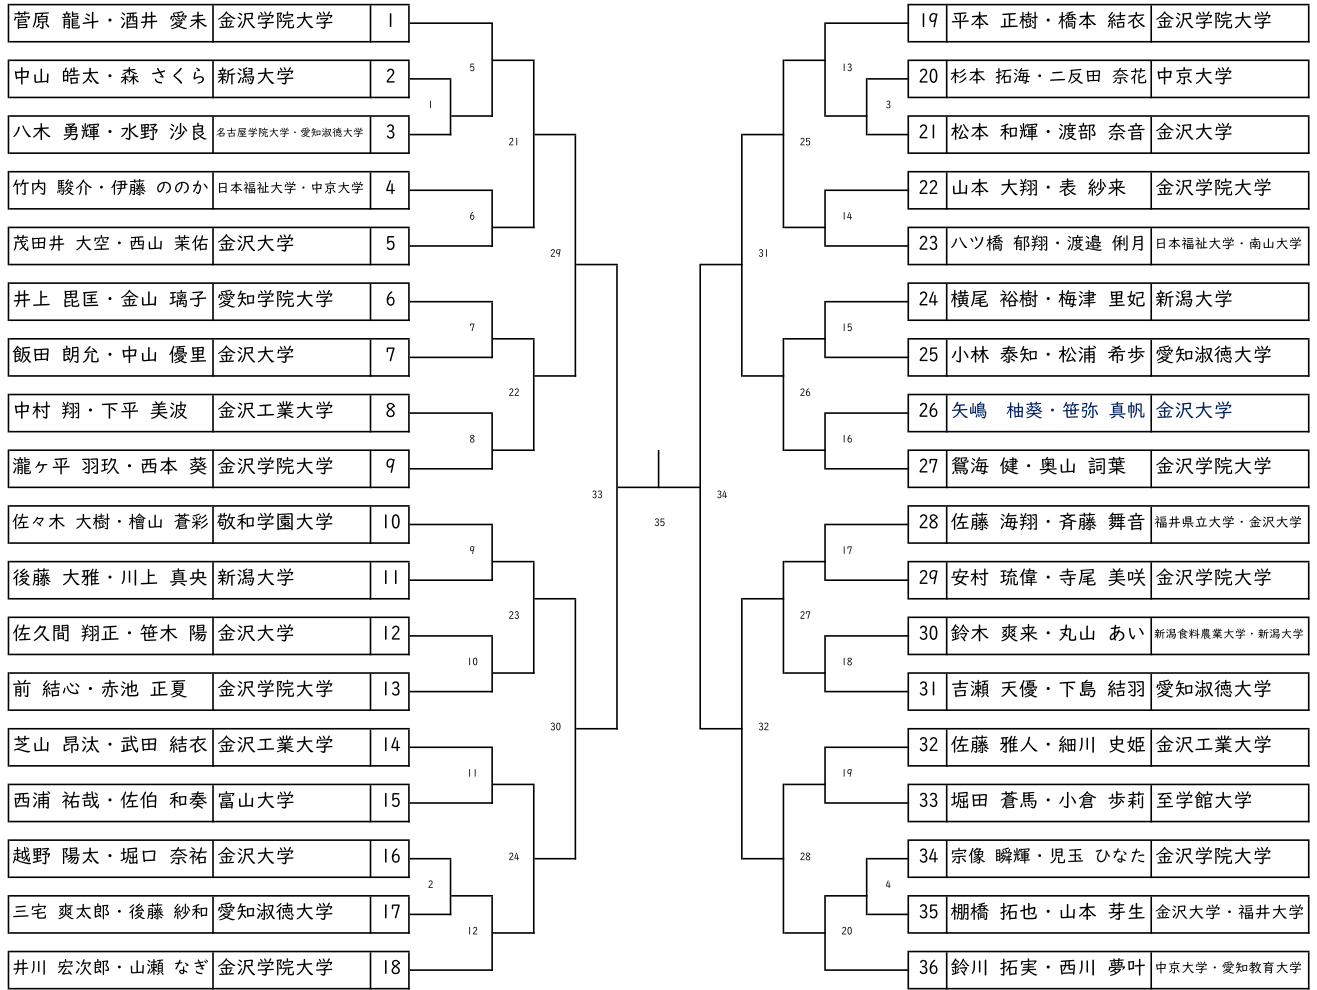 菅原 龍斗・酒井 愛未 金沢学院大学 1
中山 皓太・森 さくら 新潟大学 2
八木 勇輝・水野 沙良 名古屋学院大学・愛知淑徳大学 3
竹内 駿介・伊藤 ののか 日本福祉大学・中京大学 4
茂田井 大空・西山 茉佑 金沢大学 5
井上 毘匡・金山 璃子 愛知学院大学 6
飯田 朗允・中山 優里 金沢大学 7
中村 翔・下平 美波 金沢工業大学 8
瀧ヶ平 羽玖・西本 葵 金沢学院大学 9
佐々木 大樹・檜山 蒼彩 敬和学園大学 10
後藤 大雅・川上 真央 新潟大学 11
佐久間 翔正・笹木 陽 金沢大学 12
前 結心・赤池 正夏 金沢学院大学 13
芝山 昂汰・武田 結衣 金沢工業大学 14
西浦 祐哉・佐伯 和奏 富山大学 15
越野 陽太・堀口 奈祐 金沢大学 16
三宅 爽太郎・後藤 紗和 愛知淑徳大学 17
井川 宏次郎・山瀬 なぎ 金沢学院大学 18
1
2
5
6
7
8
9
10
11
12
21
22
23
24
29
30
33
35
34
31
32
25
26
27
28
13
14
15
16
17
18
19
20
3
4
19 平本 正樹・橋本 結衣 金沢学院大学
20 杉本 拓海・二反田 奈花 中京大学
21 松本 和輝・渡部 奈音 金沢大学
22 山本 大翔・表 紗来 金沢学院大学
23 八ツ橋 郁翔・渡邉 俐月 日本福祉大学・南山大学
24 横尾 裕樹・梅津 里妃 新潟大学
25 小林 泰知・松浦 希歩 愛知淑徳大学
26 矢嶋　柚葵・笹弥 真帆 金沢大学
27 鴛海 健・奥山 詞葉 金沢学院大学
28 佐藤 海翔・斉藤 舞音 福井県立大学・金沢大学
29 安村 琉偉・寺尾 美咲 金沢学院大学
30 鈴木 爽来・丸山 あい 新潟食料農業大学・新潟大学
31 吉瀬 天優・下島 結羽 愛知淑徳大学
32 佐藤 雅人・細川 史姫 金沢工業大学
33 堀田 蒼馬・小倉 歩莉 至学館大学
34 宗像 瞬輝・児玉 ひなた 金沢学院大学
35 棚橋 拓也・山本 芽生 金沢大学・福井大学
36 鈴川 拓実・西川 夢叶 中京大学・愛知教育大学